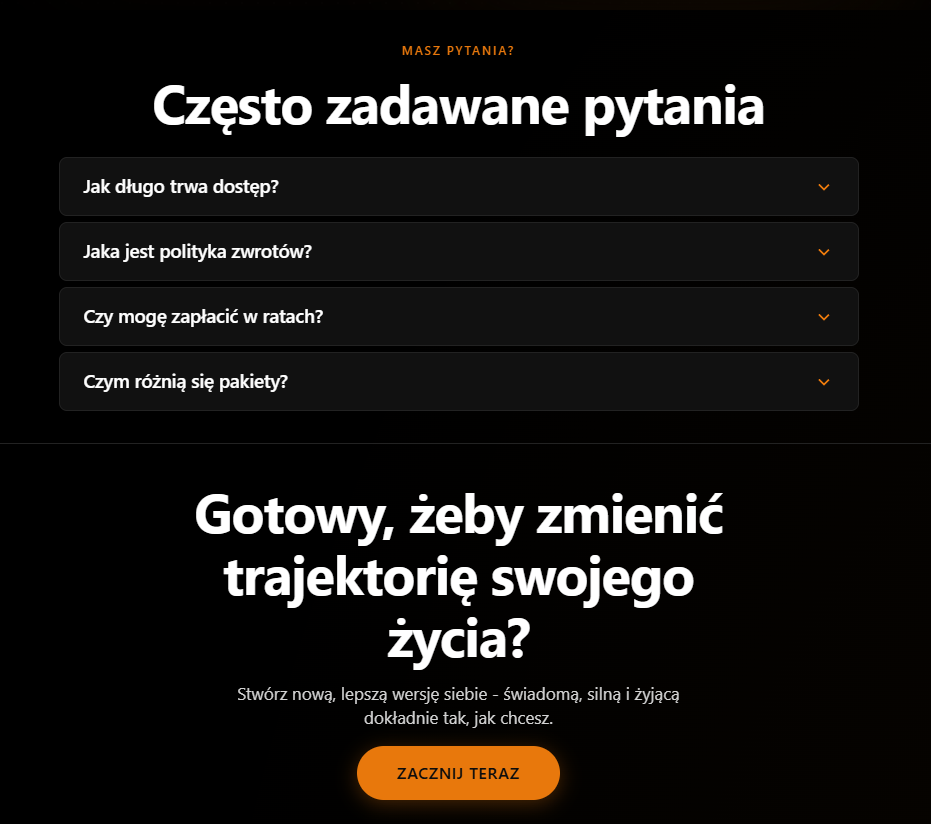 MASZ PYTANIA?
Często zadawane pytania
Jak długo trwa dostęp?
Jaka jest polityka zwrotów?
Czy mogę zapłacić w ratach?
Czym różnią się pakiety?
Gotowy, żeby zmienić
trajektorię swojego
życia?
Stwórz nową, lepszą wersję siebie - świadomą, silną i żyjącą
dokładnie tak, jak chcesz.
ZACZNIJ TERAZ